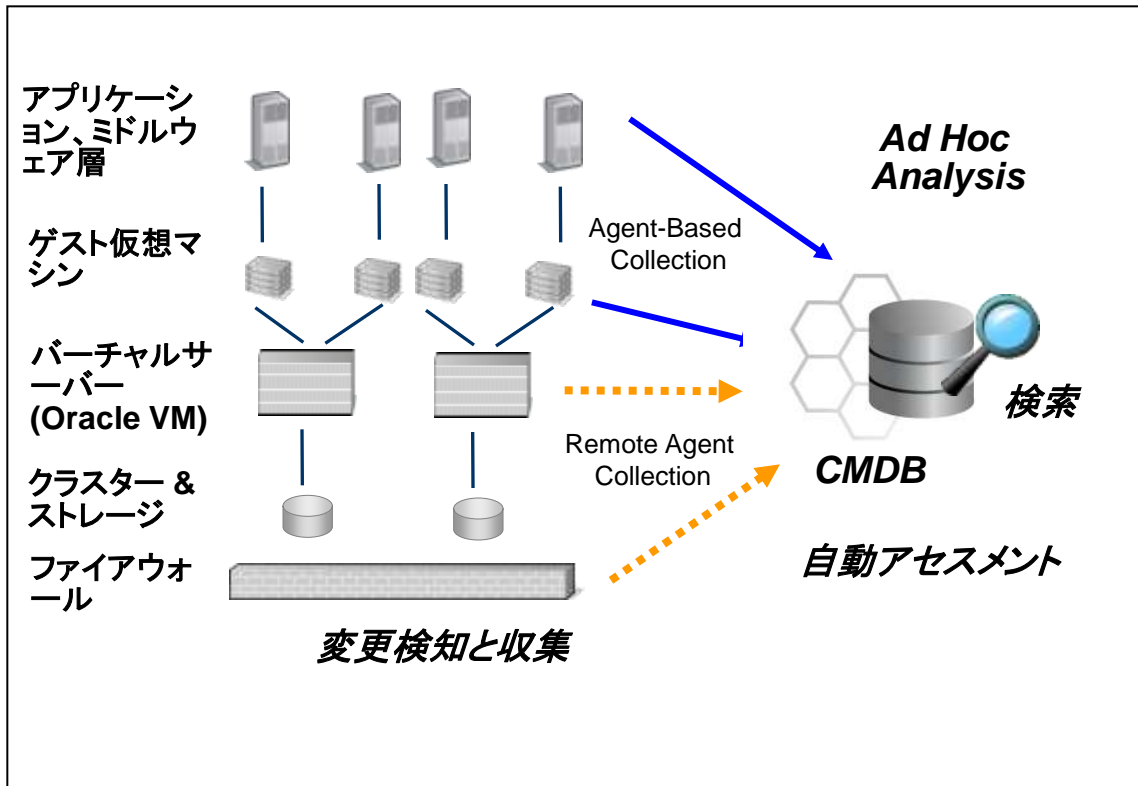 アプリケーシ
ョン、ミドルウ
ェア層
ゲスト仮想マ
シン
バーチャルサ
ーバー
(Oracle VM)
クラスター &
ストレージ
ファイアウォ
ール
Agent-Based
Collection
Remote Agent
Collection
変更検知と収集
Ad Hoc
Analysis
検索
CMDB
自動アセスメント